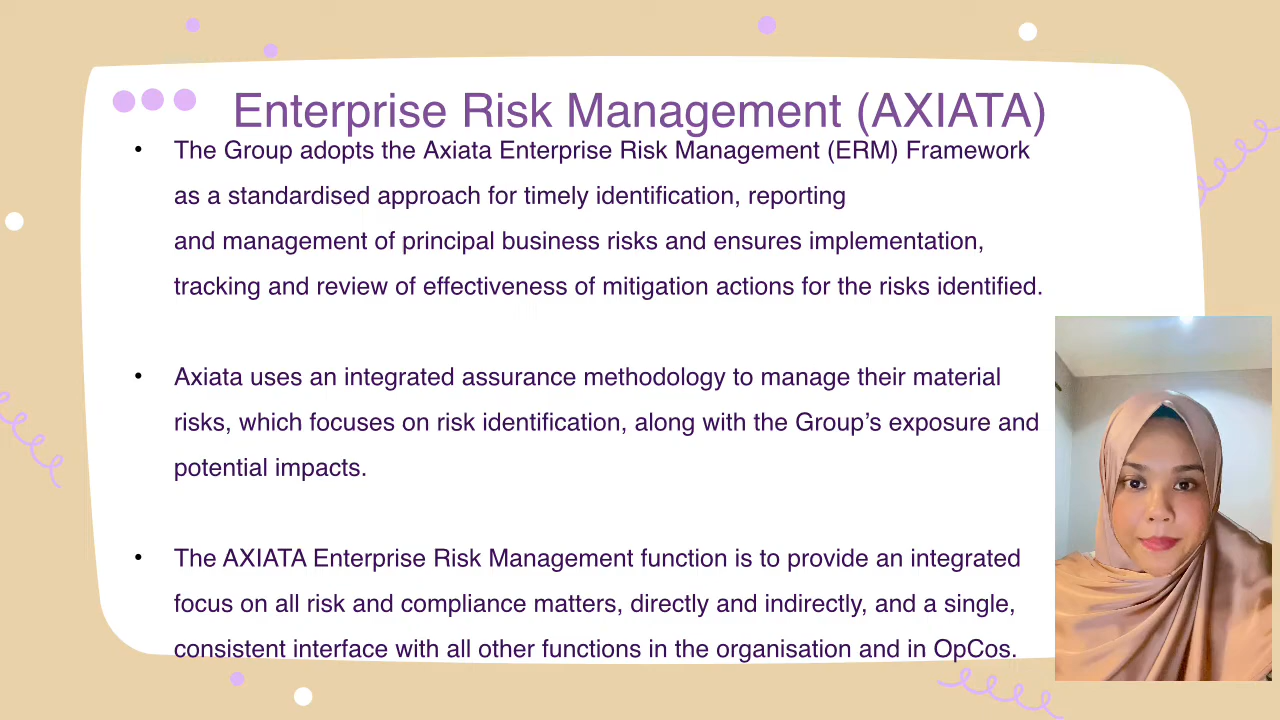 Enterprise Risk Management (AXIATA)
• The Group adopts the Axiata Enterprise Risk Management (ERM) Framework
as a standardised approach for timely identification, reporting
and management of principal business risks and ensures implementation,
tracking and review of effectiveness of mitigation actions for the risks identified.
• Axiata uses an integrated assurance methodology to manage their material
risks, which focuses on risk identification, along with the Group’s exposure and
potential impacts.
• The AXIATA Enterprise Risk Management function is to provide an integrated
focus on all risk and compliance matters, directly and indirectly, and a single,
consistent interface with all other functions in the organisation and in OpCos.